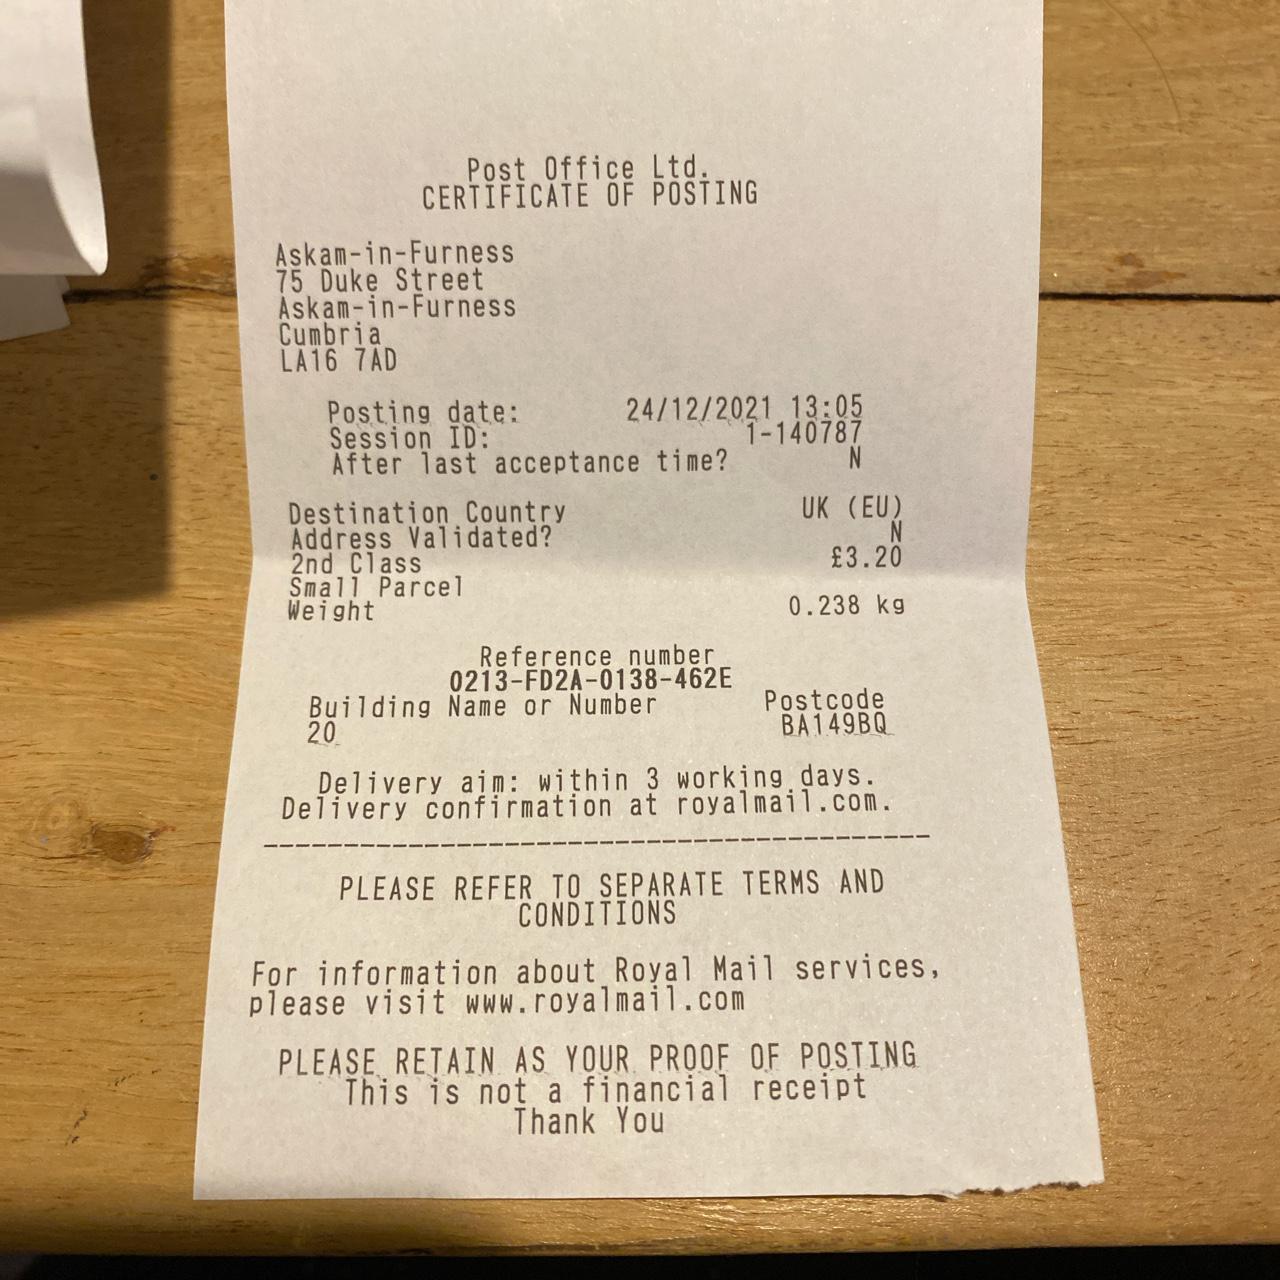 Post Office Ltd.
CERTIFICATE OF POSTING
Askam-in-Furness
75 Duke Street
Askam-in-Furness
Cumbria
LA16 7AD
Posting date: 24/12/2021 13:05
Session ID: 1-140787
After last acceptance time? N
Destination Country UK (EU)
Address Validated? N
2nd Class £3.20
Small Parcel
Weight 0.238 kg
Reference number
0213-FD2A-0138-462E
Building Name or Number Postcode
20 BA149BQ
Delivery aim: within 3 working days.
Delivery confirmation at royalmail.com.
PLEASE REFER TO SEPARATE TERMS AND
CONDITIONS
For information about Royal Mail services,
please visit www.royalmail.com
PLEASE RETAIN AS YOUR PROOF OF POSTING
This is not a financial receipt
Thank You